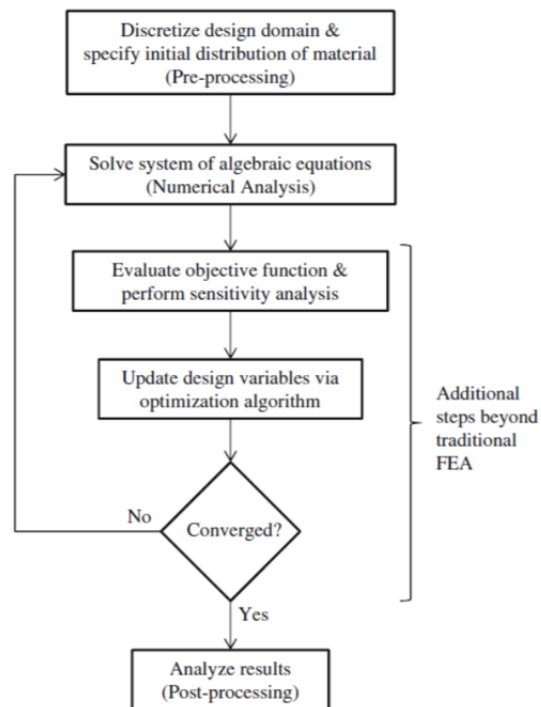 Discretize design domain &
specify initial distribution of material
(Pre-processing)
Solve system of algebraic equations
(Numerical Analysis)
Evaluate objective function &
perform sensitivity analysis
Update design variables via
optimization algorithm
Additional
steps beyond
traditional
FEA
No
Converged?
Yes
Analyze results
(Post-processing)